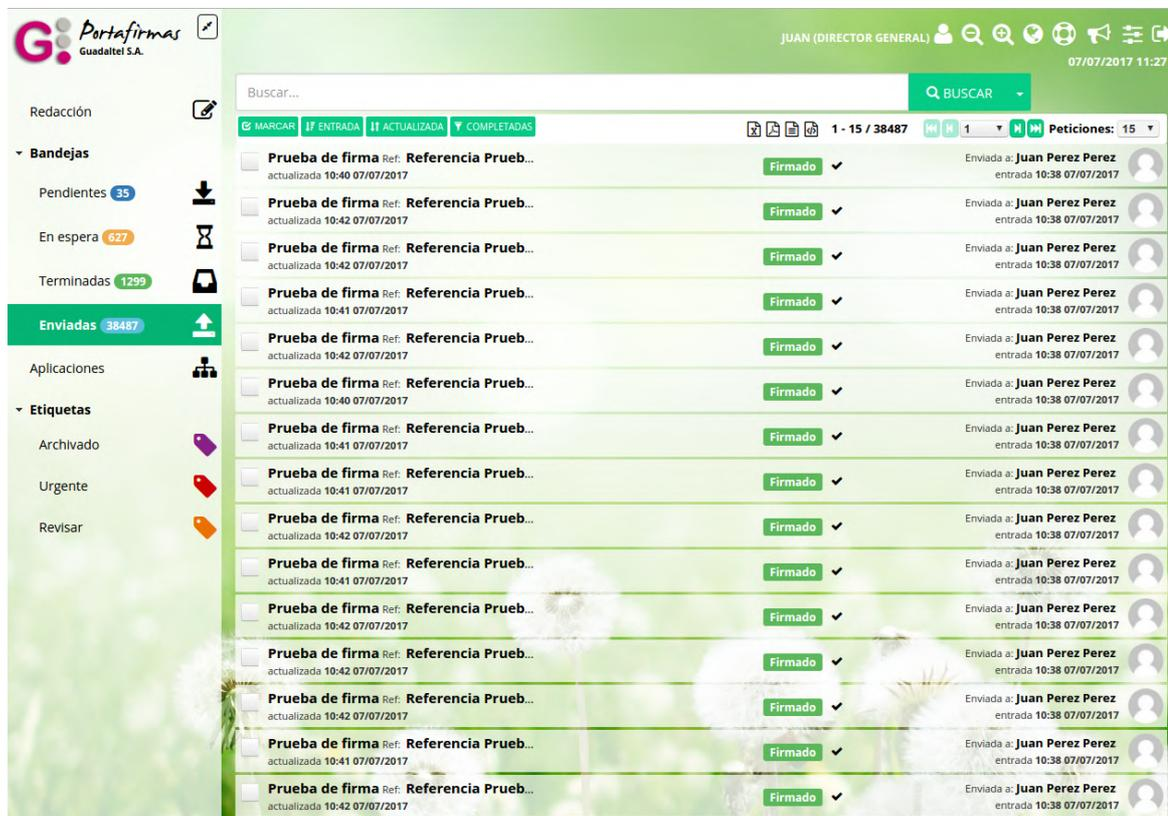 Portafirmas
Guadaltel S.A.
JUAN (DIRECTOR GENERAL)
07/07/2017 11:27
Redacción
Bandejas
Pendientes 35
En espera 627
Terminadas 1299
Enviadas 38487
Aplicaciones
Etiquetas
Archivado
Urgente
Revisar
Buscar...
BUSCAR
MARCAR ENTRADA ACTUALIZADA COMPLETADAS 1 - 15 / 38487 1 Peticiones: 15
Prueba de firma Ref: Referencia Prueb... Firmado Enviada a: Juan Perez Perez
actualizada 10:40 07/07/2017 entrada 10:38 07/07/2017
Prueba de firma Ref: Referencia Prueb... Firmado Enviada a: Juan Perez Perez
actualizada 10:42 07/07/2017 entrada 10:38 07/07/2017
Prueba de firma Ref: Referencia Prueb... Firmado Enviada a: Juan Perez Perez
actualizada 10:42 07/07/2017 entrada 10:38 07/07/2017
Prueba de firma Ref: Referencia Prueb... Firmado Enviada a: Juan Perez Perez
actualizada 10:41 07/07/2017 entrada 10:38 07/07/2017
Prueba de firma Ref: Referencia Prueb... Firmado Enviada a: Juan Perez Perez
actualizada 10:42 07/07/2017 entrada 10:38 07/07/2017
Prueba de firma Ref: Referencia Prueb... Firmado Enviada a: Juan Perez Perez
actualizada 10:40 07/07/2017 entrada 10:38 07/07/2017
Prueba de firma Ref: Referencia Prueb... Firmado Enviada a: Juan Perez Perez
actualizada 10:41 07/07/2017 entrada 10:38 07/07/2017
Prueba de firma Ref: Referencia Prueb... Firmado Enviada a: Juan Perez Perez
actualizada 10:41 07/07/2017 entrada 10:38 07/07/2017
Prueba de firma Ref: Referencia Prueb... Firmado Enviada a: Juan Perez Perez
actualizada 10:42 07/07/2017 entrada 10:38 07/07/2017
Prueba de firma Ref: Referencia Prueb... Firmado Enviada a: Juan Perez Perez
actualizada 10:41 07/07/2017 entrada 10:38 07/07/2017
Prueba de firma Ref: Referencia Prueb... Firmado Enviada a: Juan Perez Perez
actualizada 10:42 07/07/2017 entrada 10:38 07/07/2017
Prueba de firma Ref: Referencia Prueb... Firmado Enviada a: Juan Perez Perez
actualizada 10:42 07/07/2017 entrada 10:38 07/07/2017
Prueba de firma Ref: Referencia Prueb... Firmado Enviada a: Juan Perez Perez
actualizada 10:42 07/07/2017 entrada 10:38 07/07/2017
Prueba de firma Ref: Referencia Prueb... Firmado Enviada a: Juan Perez Perez
actualizada 10:41 07/07/2017 entrada 10:38 07/07/2017
Prueba de firma Ref: Referencia Prueb... Firmado Enviada a: Juan Perez Perez
actualizada 10:42 07/07/2017 entrada 10:38 07/07/2017